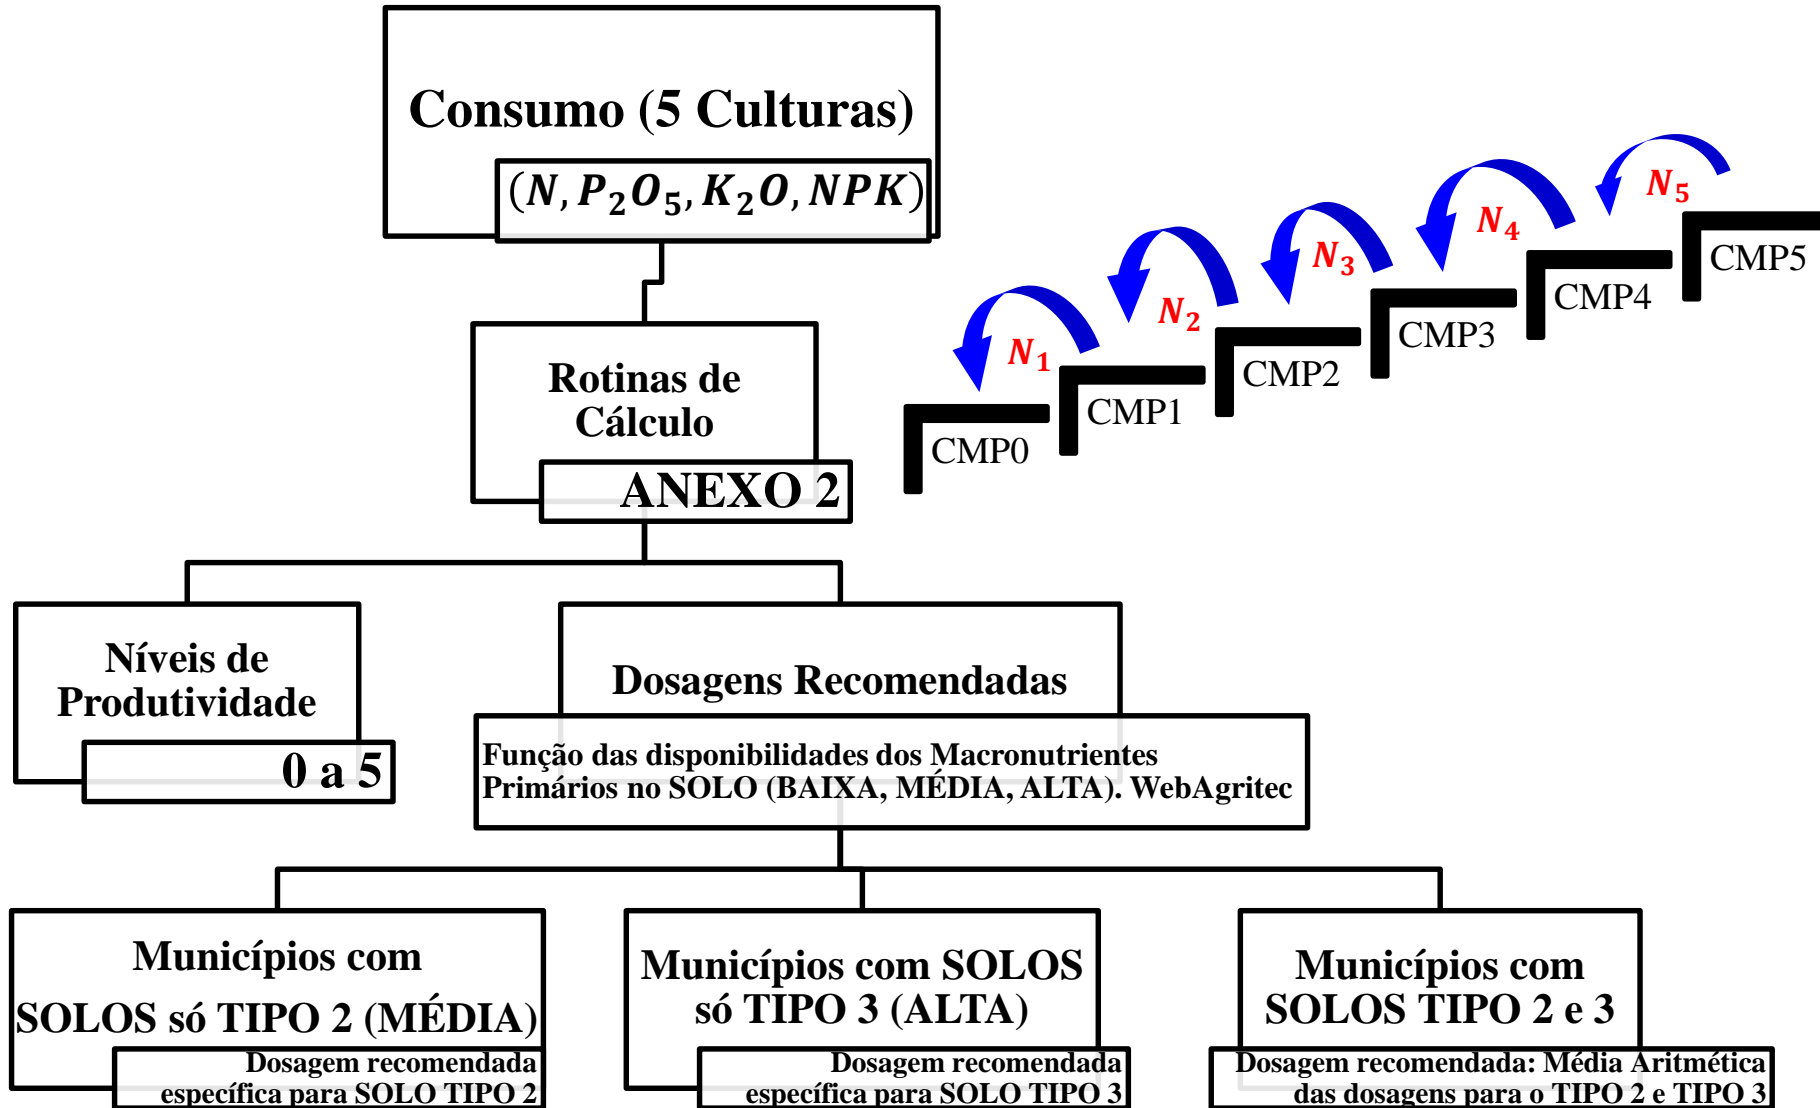 Consumo (5 Culturas)
(N, P₂O₅, K₂O, NPK)
Rotinas de
Cálculo
ANEXO 2
N₁
N₂
N₃
N₄
N₅
CMP0
CMP1
CMP2
CMP3
CMP4
CMP5
Níveis de
Produtividade
0 a 5
Dosagens Recomendadas
Função das disponibilidades dos Macronutrientes
Primários no SOLO (BAIXA, MÉDIA, ALTA). WebAgritec
Municípios com
SOLOS só TIPO 2 (MÉDIA)
Dosagem recomendada
específica para SOLO TIPO 2
Municípios com SOLOS
só TIPO 3 (ALTA)
Dosagem recomendada
específica para SOLO TIPO 3
Municípios com
SOLOS TIPO 2 e 3
Dosagem recomendada: Média Aritmética
das dosagens para o TIPO 2 e TIPO 3